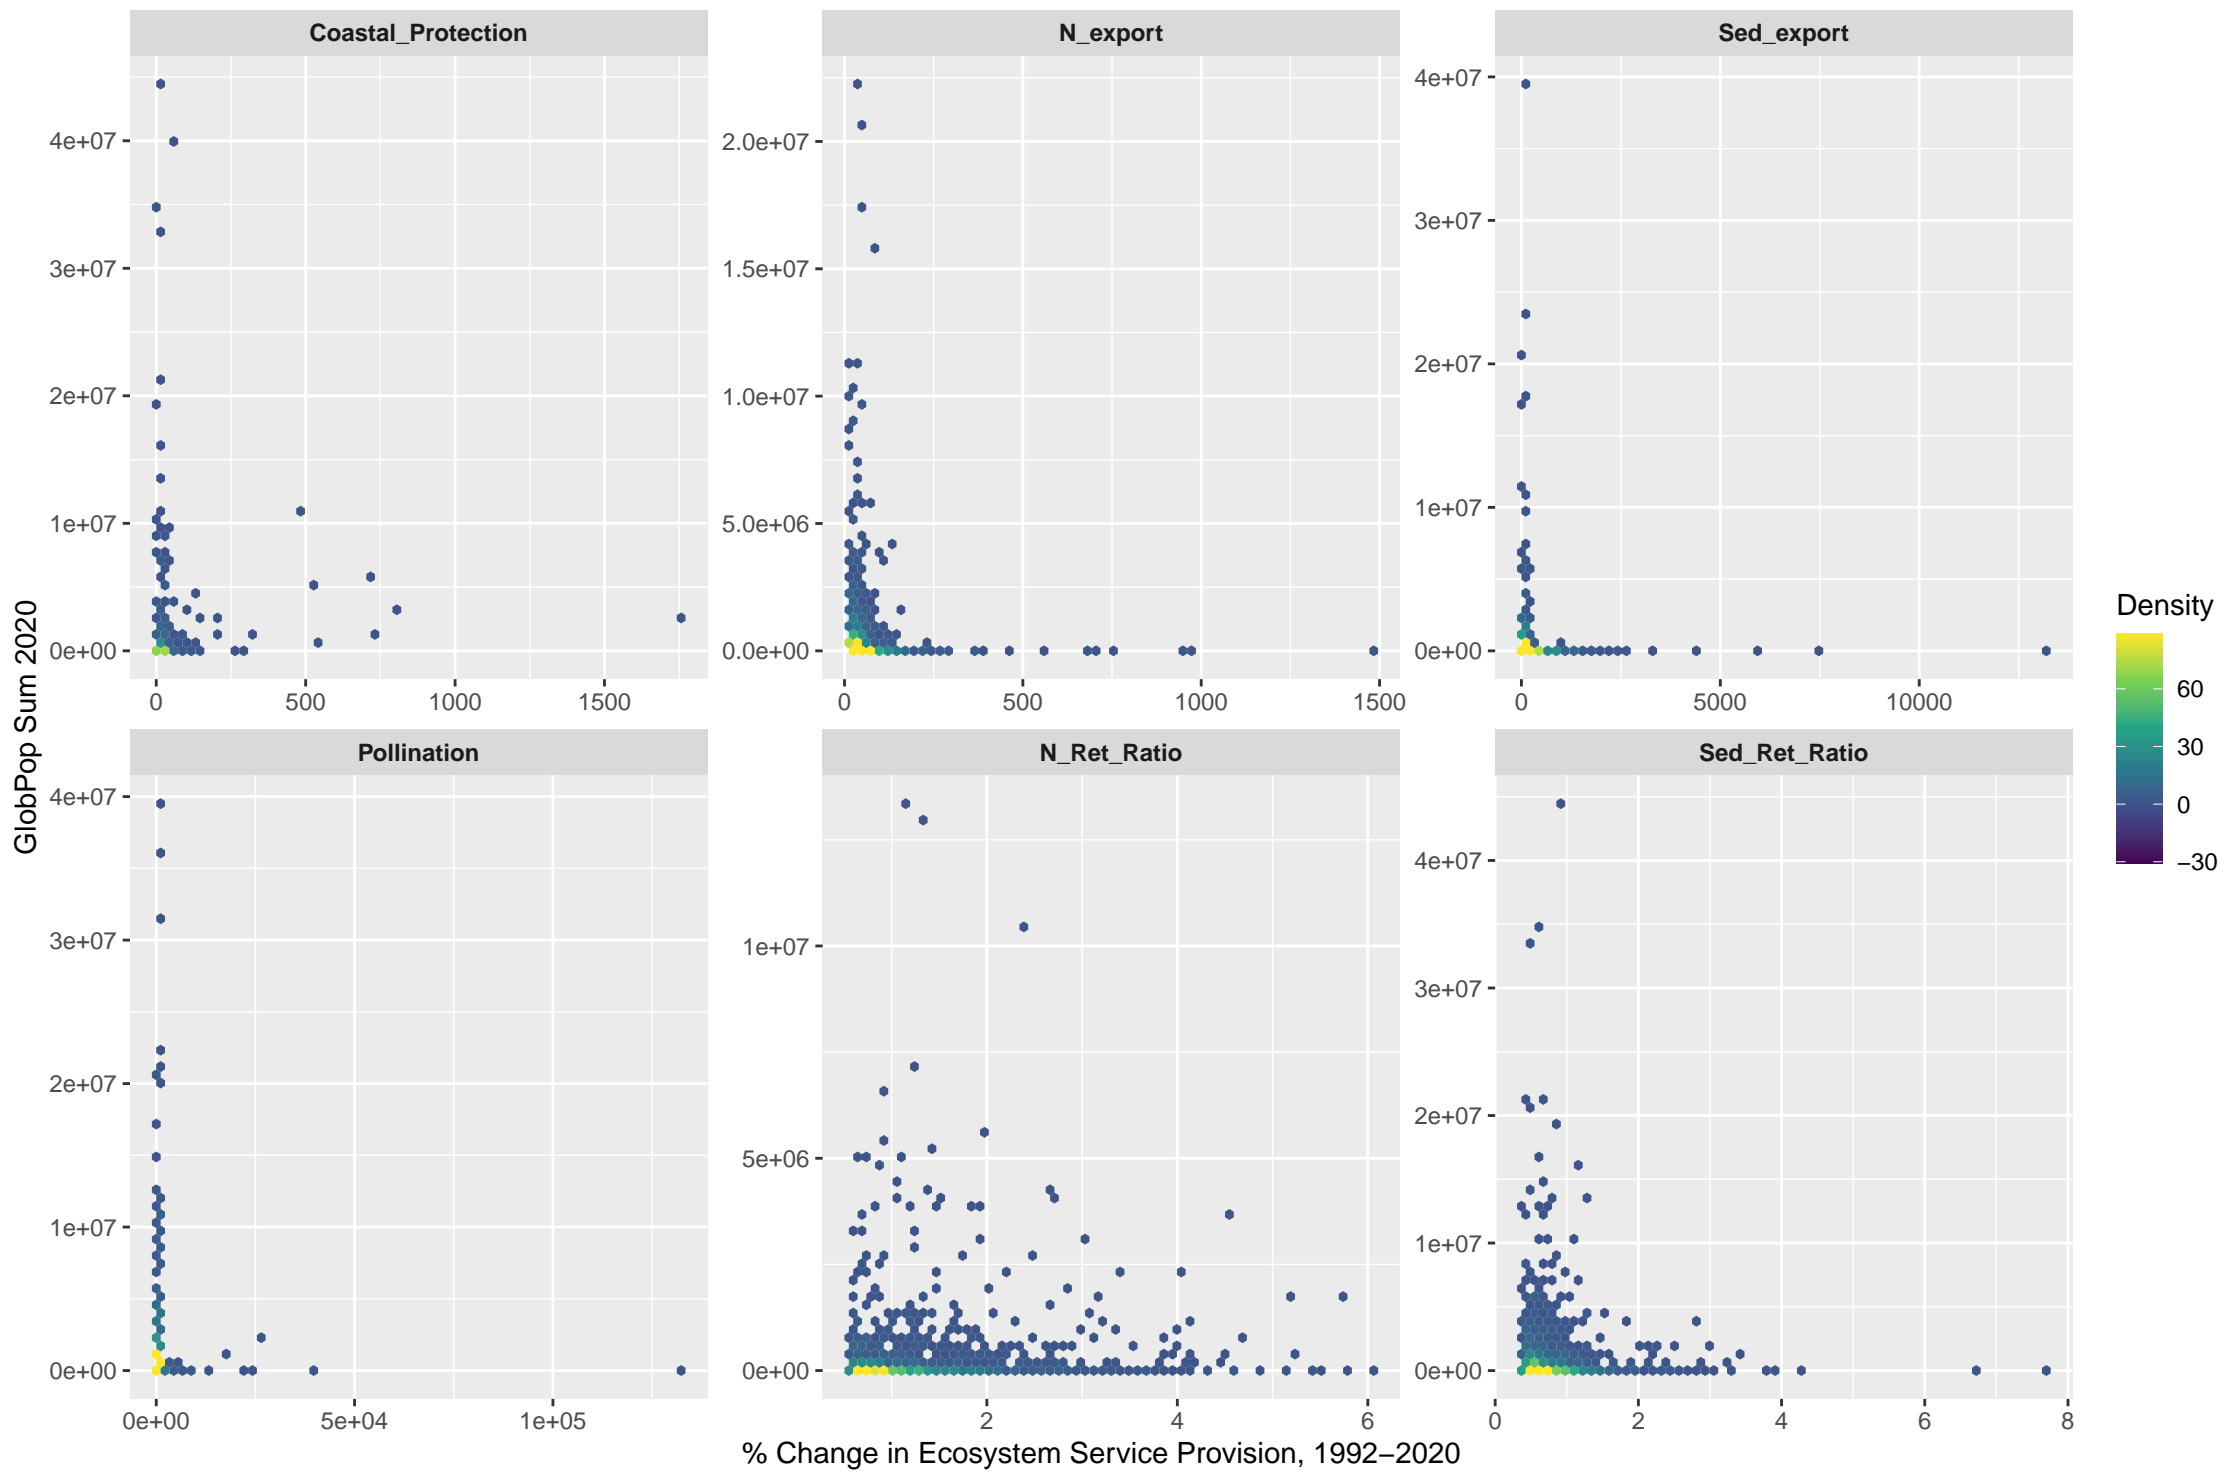 Coastal_Protection
N_export
Sed_export
4e+07
3e+07
2e+07
1e+07
0e+00
0
500
1000
1500
2.0e+07
1.5e+07
1.0e+07
5.0e+06
0.0e+00
0
500
1000
1500
4e+07
3e+07
2e+07
1e+07
0e+00
0
5000
10000
Pollination
N_Ret_Ratio
Sed_Ret_Ratio
4e+07
3e+07
2e+07
1e+07
0e+00
0e+00
5e+04
1e+05
1e+07
5e+06
0e+00
2
4
6
4e+07
3e+07
2e+07
1e+07
0e+00
0
2
4
6
8
GlobPop Sum 2020
% Change in Ecosystem Service Provision, 1992−2020
Density
60
30
0
−30